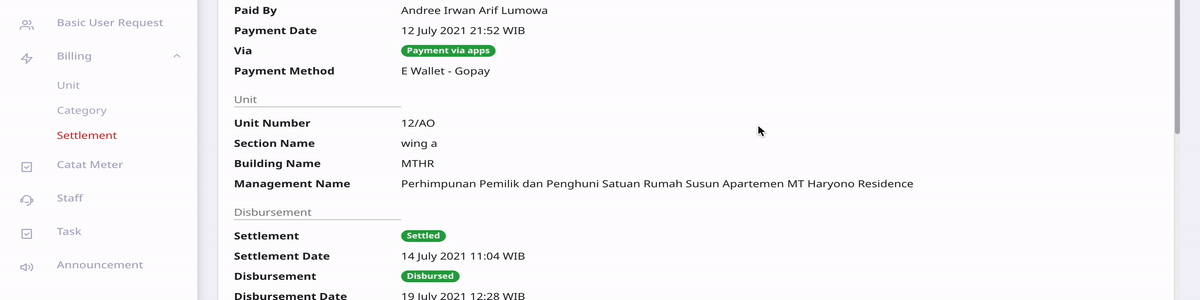 Basic User Request
Billing
Unit
Category
Settlement
Catat Meter
Staff
Task
Announcement
Paid By Andree Irwan Arif Lumowa
Payment Date 12 July 2021 21:52 WIB
Via Payment via apps
Payment Method E Wallet - Gopay
Unit
Unit Number 12/AO
Section Name wing a
Building Name MTHR
Management Name Perhimpunan Pemilik dan Penghuni Satuan Rumah Susun Apartemen MT Haryono Residence
Disbursement
Settlement Settled
Settlement Date 14 July 2021 11:04 WIB
Disbursement Disbursed
Disbursement Date 19 July 2021 12:28 WIB